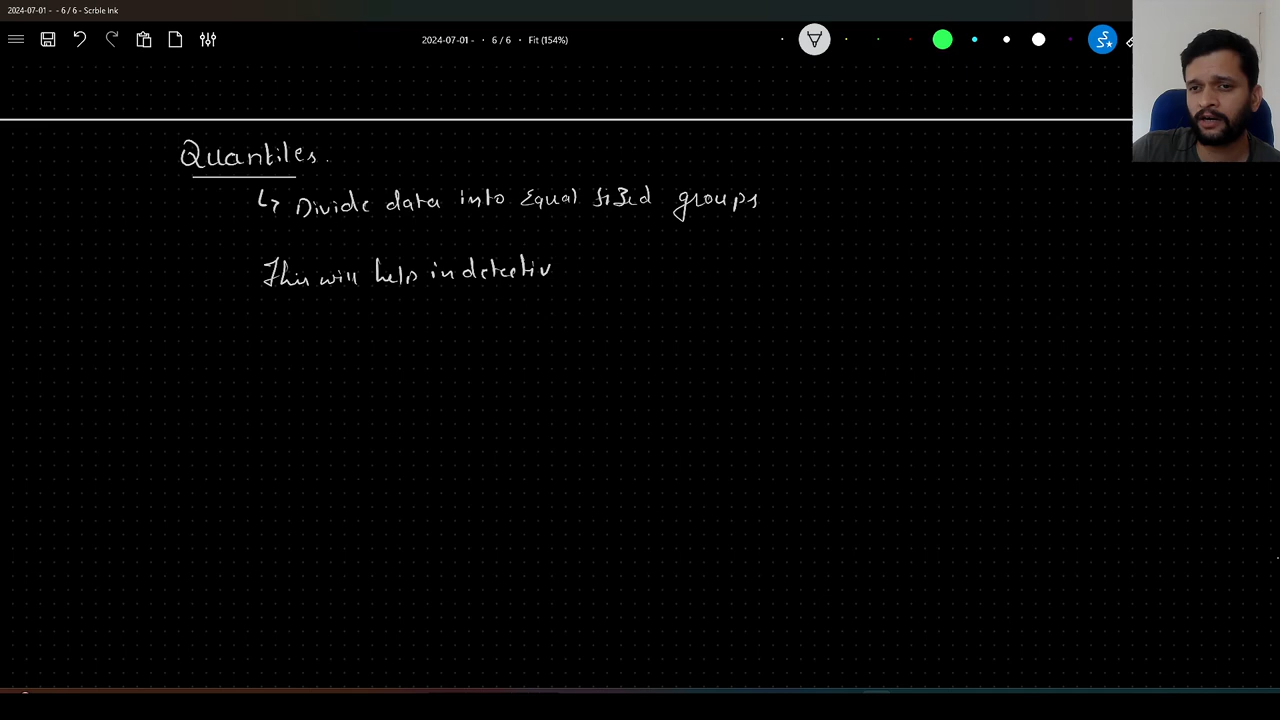 2024-07-01 - - 6 / 6 - Scrble Ink
2024-07-01 - • 6 / 6 • Fit (154%)
Quantiles.
↳ Divide data into Equal sized groups
This will help in detectiv